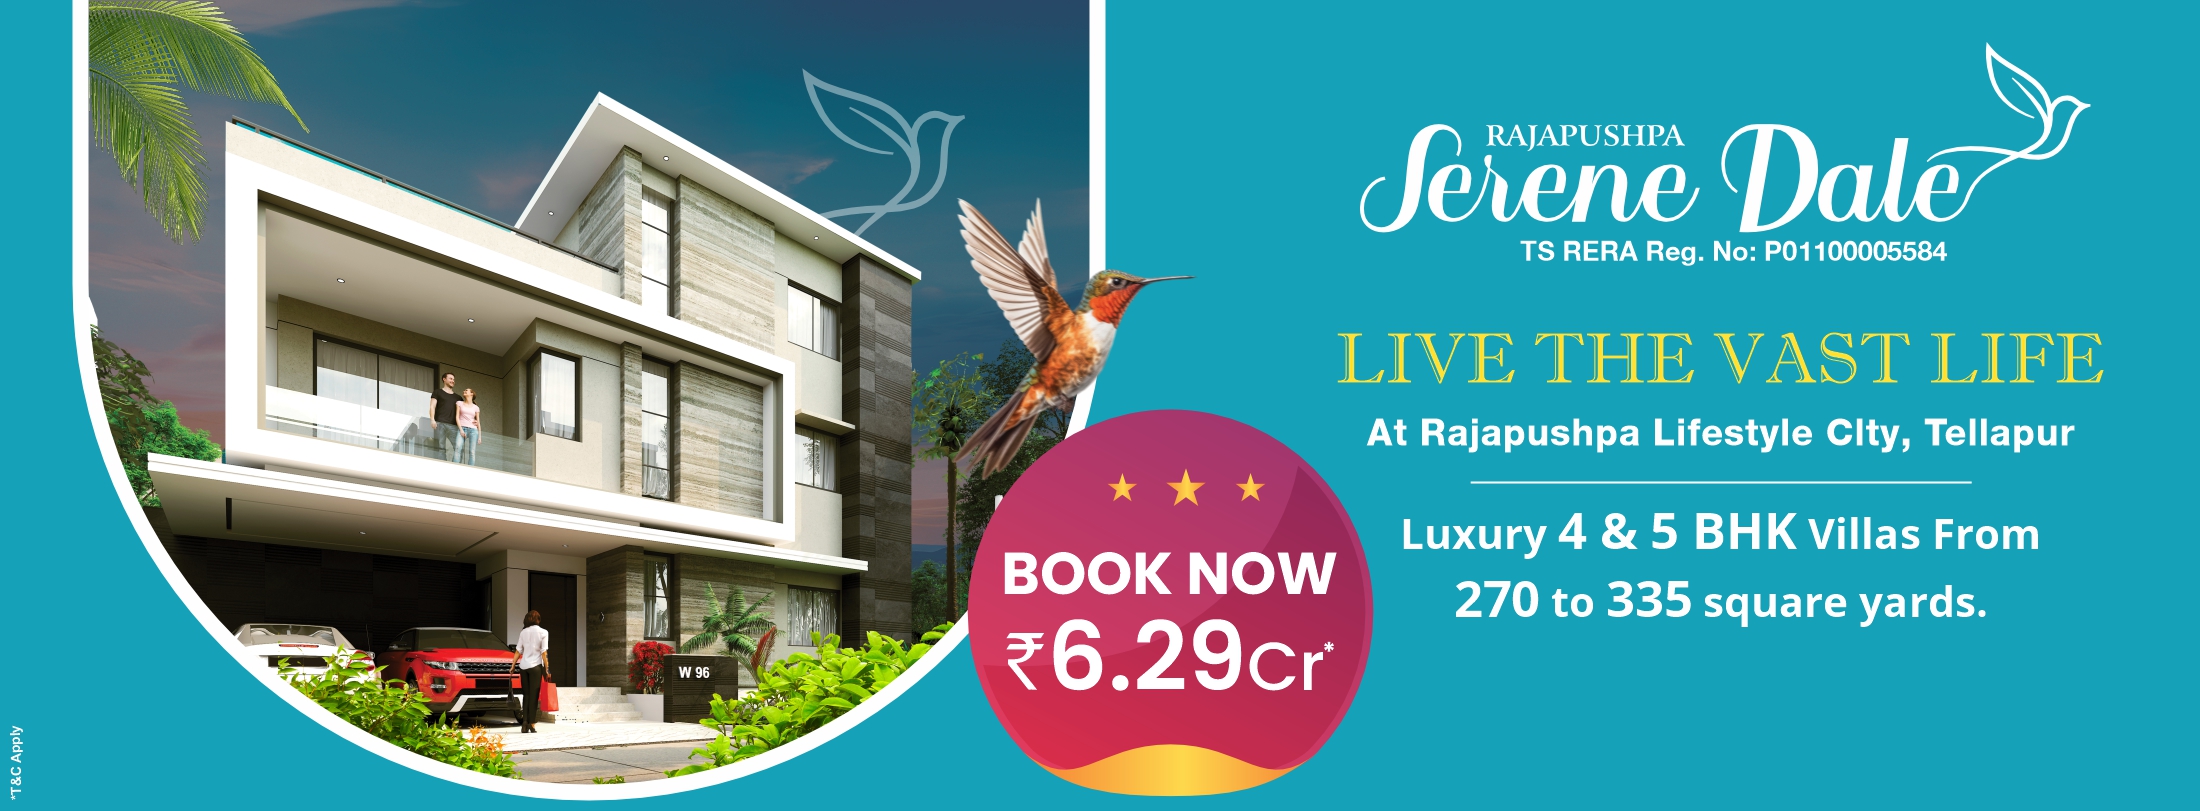 RAJAPUSHPA
Serene Dale
TS RERA Reg. No: P01100005584
LIVE THE VAST LIFE
At Rajapushpa Lifestyle CIty, Tellapur
Luxury 4 & 5 BHK Villas From
270 to 335 square yards.
BOOK NOW
₹6.29Cr*
W 96
*T&C Apply